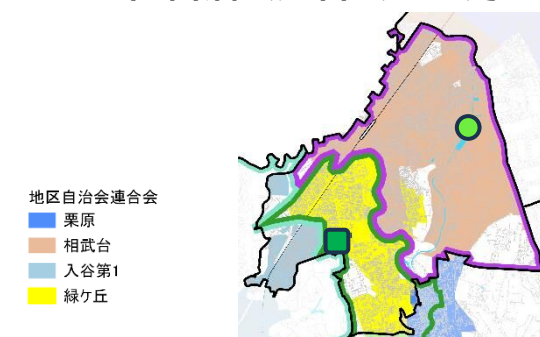 地区自治会連合会
栗原
相武台
入谷第1
緑ケ丘